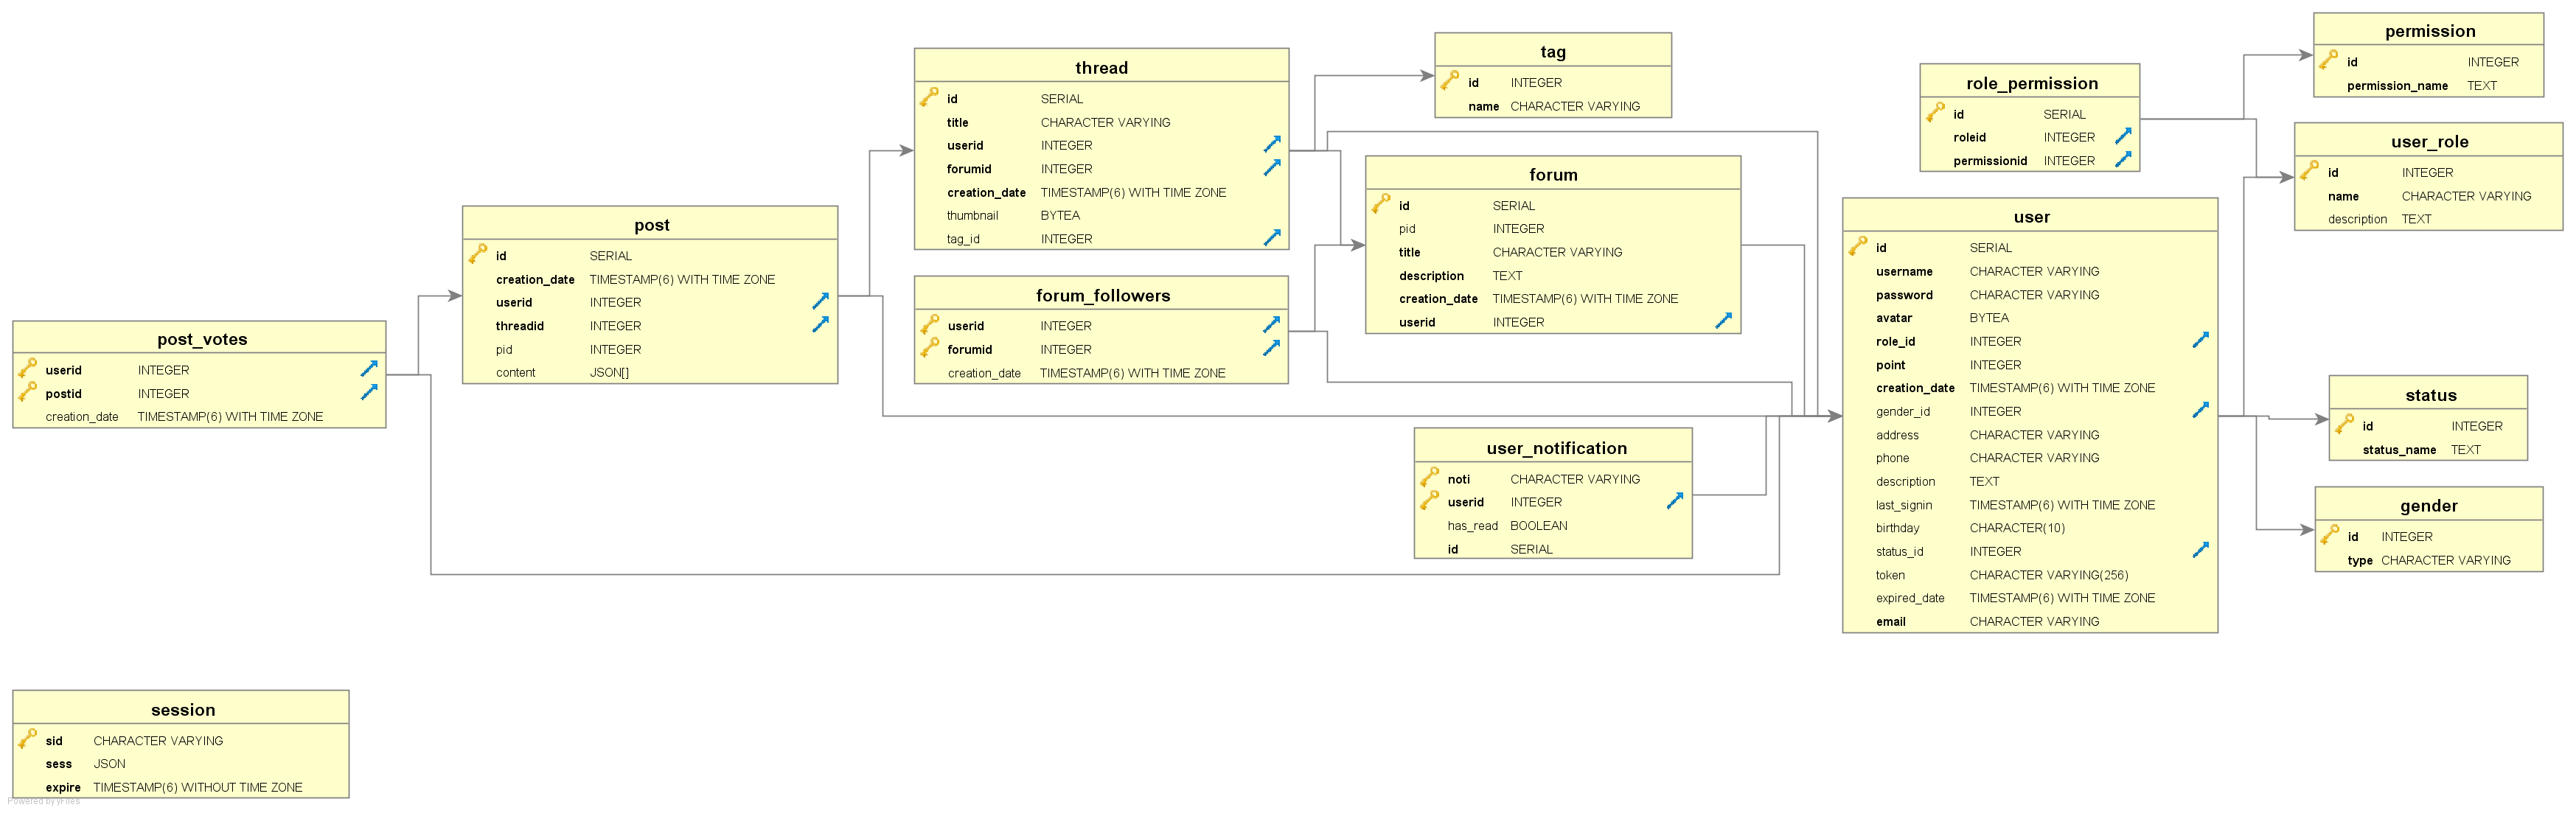 post_votes
userid INTEGER
postid INTEGER
creation_date TIMESTAMP(6) WITH TIME ZONE
session
sid CHARACTER VARYING
sess JSON
expire TIMESTAMP(6) WITHOUT TIME ZONE
Powered by yFiles
post
id SERIAL
creation_date TIMESTAMP(6) WITH TIME ZONE
userid INTEGER
threadid INTEGER
pid INTEGER
content JSON[]
thread
id SERIAL
title CHARACTER VARYING
userid INTEGER
forumid INTEGER
creation_date TIMESTAMP(6) WITH TIME ZONE
thumbnail BYTEA
tag_id INTEGER
forum_followers
userid INTEGER
forumid INTEGER
creation_date TIMESTAMP(6) WITH TIME ZONE
tag
id INTEGER
name CHARACTER VARYING
forum
id SERIAL
pid INTEGER
title CHARACTER VARYING
description TEXT
creation_date TIMESTAMP(6) WITH TIME ZONE
userid INTEGER
user_notification
noti CHARACTER VARYING
userid INTEGER
has_read BOOLEAN
id SERIAL
role_permission
id SERIAL
roleid INTEGER
permissionid INTEGER
user
id SERIAL
username CHARACTER VARYING
password CHARACTER VARYING
avatar BYTEA
role_id INTEGER
point INTEGER
creation_date TIMESTAMP(6) WITH TIME ZONE
gender_id INTEGER
address CHARACTER VARYING
phone CHARACTER VARYING
description TEXT
last_signin TIMESTAMP(6) WITH TIME ZONE
birthday CHARACTER(10)
status_id INTEGER
token CHARACTER VARYING(256)
expired_date TIMESTAMP(6) WITH TIME ZONE
email CHARACTER VARYING
permission
id INTEGER
permission_name TEXT
user_role
id INTEGER
name CHARACTER VARYING
description TEXT
status
id INTEGER
status_name TEXT
gender
id INTEGER
type CHARACTER VARYING